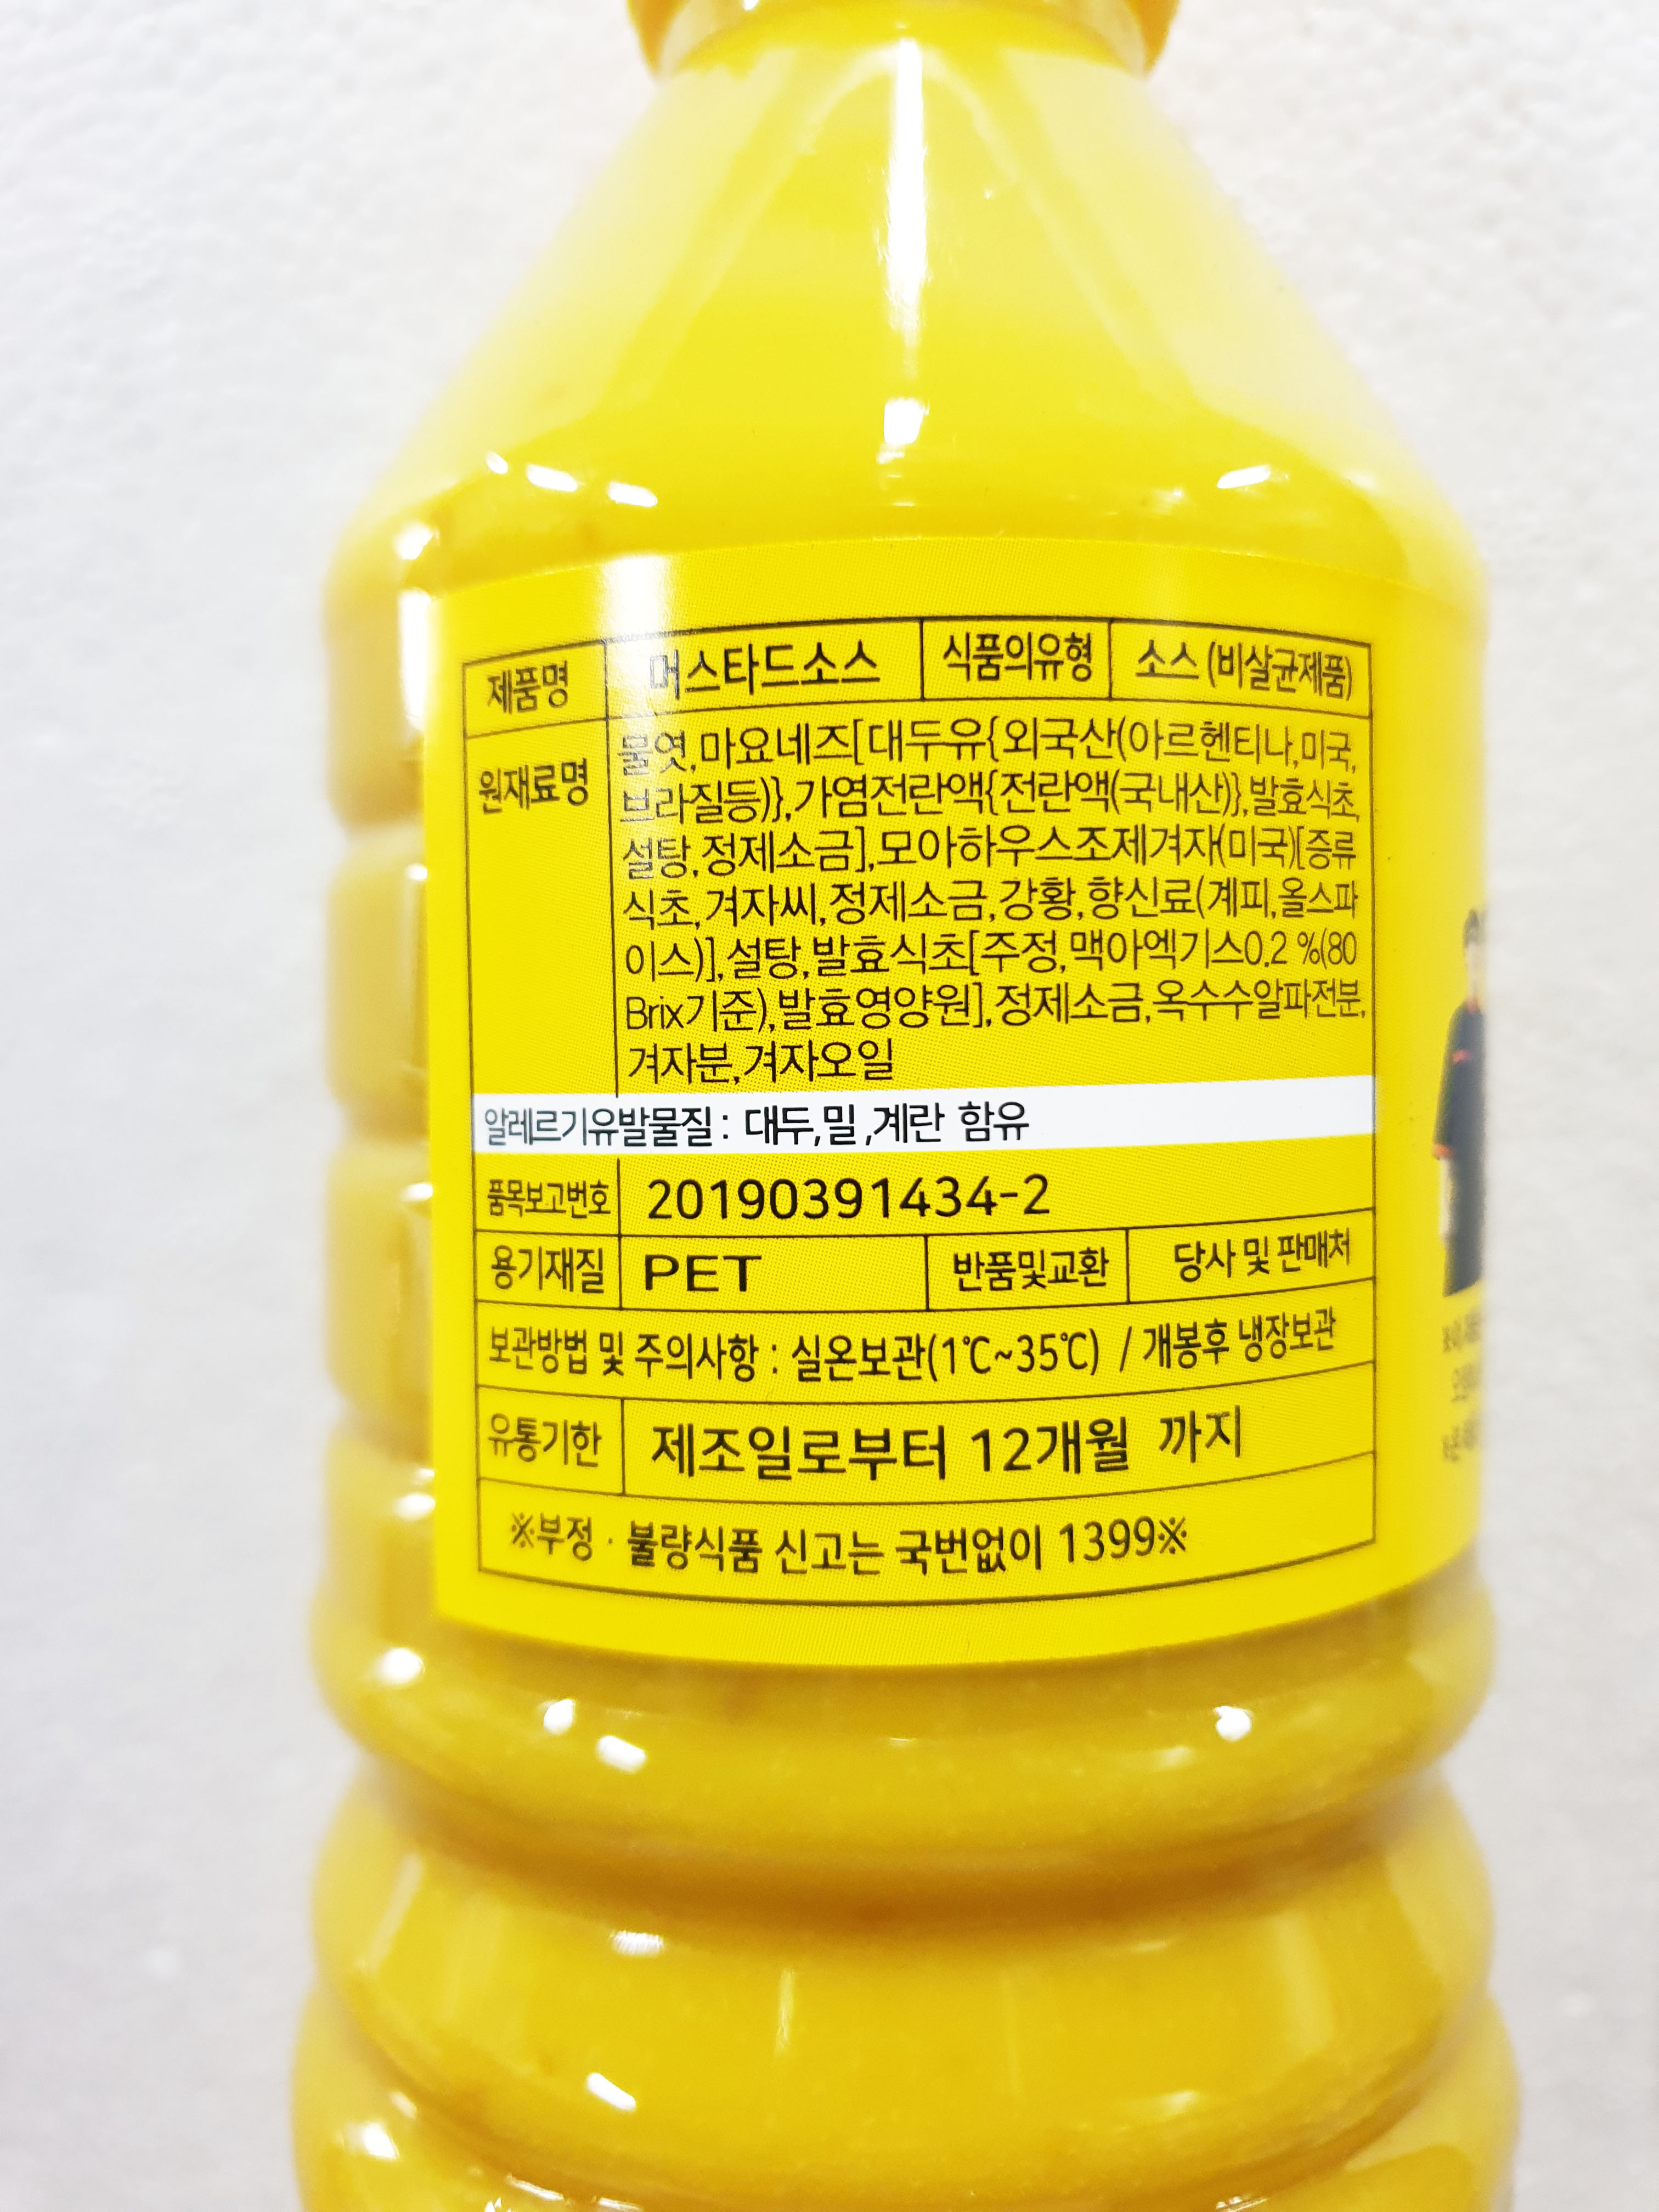 제품명 머스타드소스 식품의유형 소스 (비살균제품)
원재료명 물엿,마요네즈[대두유{외국산(아르헨티나,미국,
브라질등)},가염전란액{전란액(국내산)},발효식초,
설탕,정제소금],모아하우스조제겨자(미국)[증류
식초,겨자씨,정제소금,강황,향신료(계피,올스파
이스)],설탕,발효식초[주정,맥아엑기스0.2 %(80
Brix기준),발효영양원],정제소금,옥수수알파전분,
겨자분,겨자오일
알레르기유발물질 : 대두,밀,계란 함유
품목보고번호 20190391434-2
용기재질 PET 반품및교환 당사 및 판매처
보관방법 및 주의사항 : 실온보관(1℃~35℃) / 개봉후 냉장보관
유통기한 제조일로부터 12개월 까지
※부정 · 불량식품 신고는 국번없이 1399※